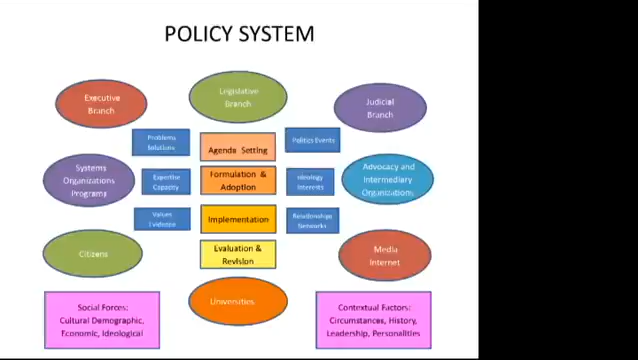 POLICY SYSTEM
Executive
Branch
Legislative
Branch
Judicial
Branch
Problems
Solutions
Agenda Setting
Politics Events
Systems
Organizations
Programs
Expertise
Capacity
Formulation &
Adoption
Ideology
Interests
Advocacy and
Intermediary
Organizations
Values
Evidence
Implementation
Relationships
Networks
Citizens
Evaluation &
Revision
Media
Internet
Universities
Social Forces:
Cultural Demographic,
Economic, Ideological
Contextual Factors:
Circumstances, History,
Leadership, Personalities